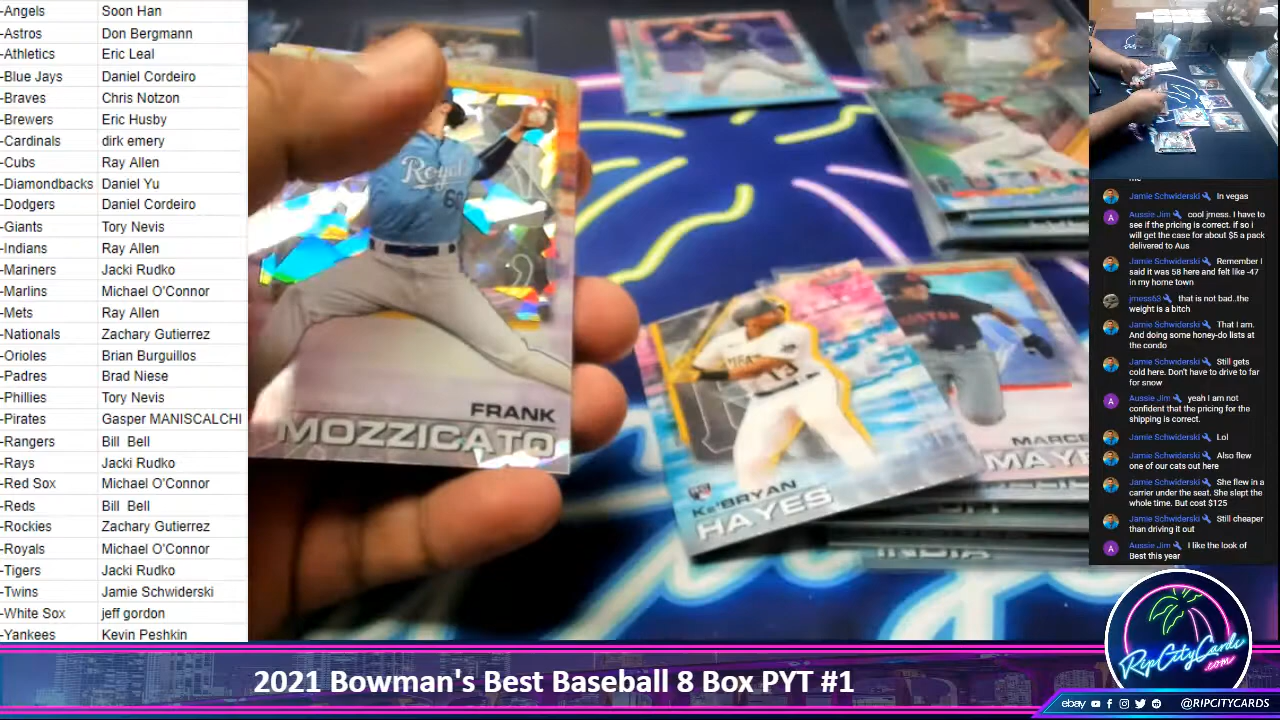 -Angels Soon Han
-Astros Don Bergmann
-Athletics Eric Leal
-Blue Jays Daniel Cordeiro
-Braves Chris Notzon
-Brewers Eric Husby
-Cardinals dirk emery
-Cubs Ray Allen
-Diamondbacks Daniel Yu
-Dodgers Daniel Cordeiro
-Giants Tory Nevis
-Indians Ray Allen
-Mariners Jacki Rudko
-Marlins Michael O'Connor
-Mets Ray Allen
-Nationals Zachary Gutierrez
-Orioles Brian Burguillos
-Padres Brad Niese
-Phillies Tory Nevis
-Pirates Gasper MANISCALCHI
-Rangers Bill Bell
-Rays Jacki Rudko
-Red Sox Michael O'Connor
-Reds Bill Bell
-Rockies Zachary Gutierrez
-Royals Michael O'Connor
-Tigers Jacki Rudko
-Twins Jamie Schwiderski
-White Sox jeff gordon
-Yankees Kevin Peshkin
Royals
FRANK
MOZZICATO
13
KE'BRYAN
HAYES
MARCE
MAY
INDIA
Jamie Schwiderski In vegas
Aussie Jim cool jmess. I have to
see if the pricing is correct. if so i
will get the case for about $5 a pack
delivered to Aus
Jamie Schwiderski Remember I
said it was 58 here and felt like -47
in my home town
jmess63 that is not bad..the
weight is a bitch
Jamie Schwiderski That I am.
And doing some honey-do lists at
the condo
Jamie Schwiderski Still gets
cold here. Don't have to drive to far
for snow
Aussie Jim yeah I am not
confident that the pricing for the
shipping is correct.
Jamie Schwiderski Lol
Jamie Schwiderski Also flew
one of our cats out here
Jamie Schwiderski She flew in a
carrier under the seat. She slept the
whole time. But cost $125
Jamie Schwiderski Still cheaper
than driving it out
Aussie Jim I like the look of
Best this year
RipCityCards
.com
2021 Bowman's Best Baseball 8 Box PYT #1
ebay @RIPCITYCARDS